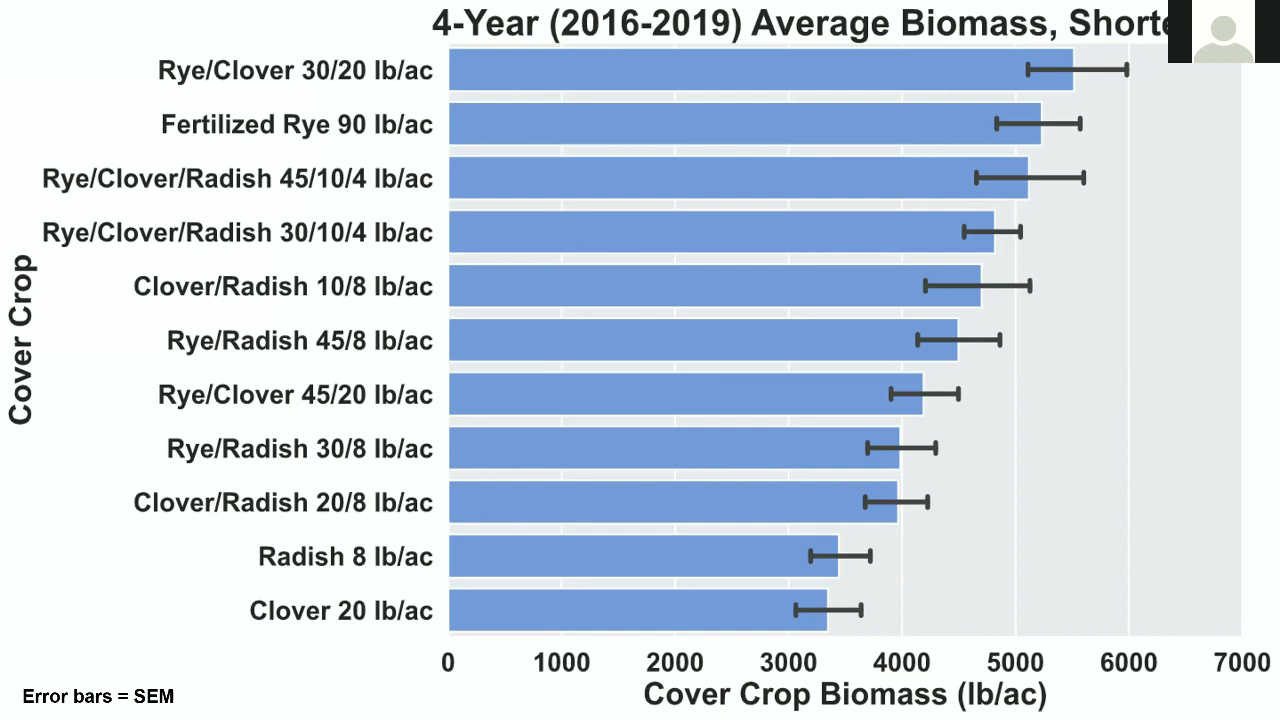 4-Year (2016-2019) Average Biomass,
Rye/Clover 30/20 lb/ac
Fertilized Rye 90 lb/ac
Rye/Clover/Radish 45/10/4 lb/ac
Rye/Clover/Radish 30/10/4 lb/ac
Clover/Radish 10/8 lb/ac
Rye/Radish 45/8 lb/ac
Rye/Clover 45/20 lb/ac
Rye/Radish 30/8 lb/ac
Clover/Radish 20/8 lb/ac
Radish 8 lb/ac
Clover 20 lb/ac
Cover Crop
0 1000 2000 3000 4000 5000 6000 7000
Cover Crop Biomass (lb/ac)
Error bars = SEM